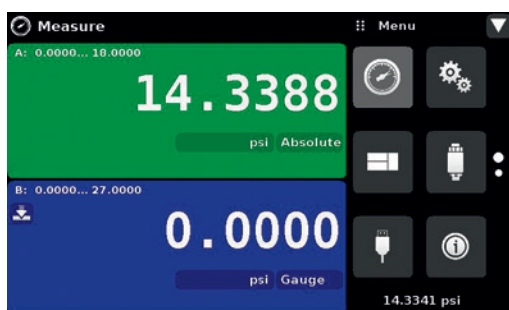 Measure
Menu
A: 0.0000... 18.0000
14.3388
psi Absolute
B: 0.0000... 27.0000
0.0000
psi Gauge
14.3341 psi